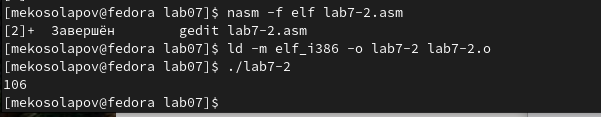 [mekosolapov@fedora lab07]$ nasm -f elf lab7-2.asm
[2]+  Завершён        gedit lab7-2.asm
[mekosolapov@fedora lab07]$ ld -m elf_i386 -o lab7-2 lab7-2.o
[mekosolapov@fedora lab07]$ ./lab7-2
106
[mekosolapov@fedora lab07]$